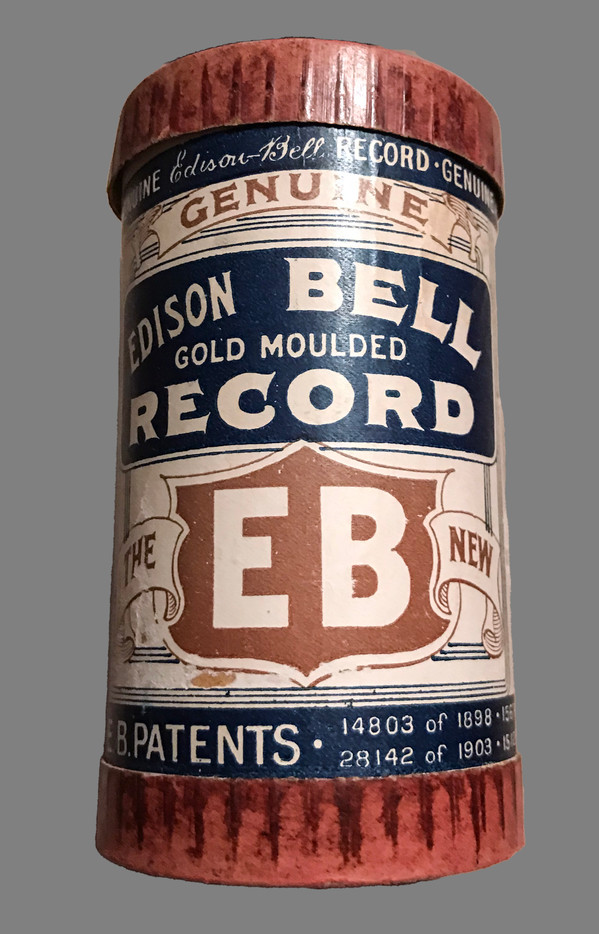 Edison-Bell RECORD · GENUINE
GENUINE
EDISON BELL
GOLD MOULDED
RECORD
EB
THE
NEW
B. PATENTS · 14803 of 1898 ·
28142 of 1903 ·